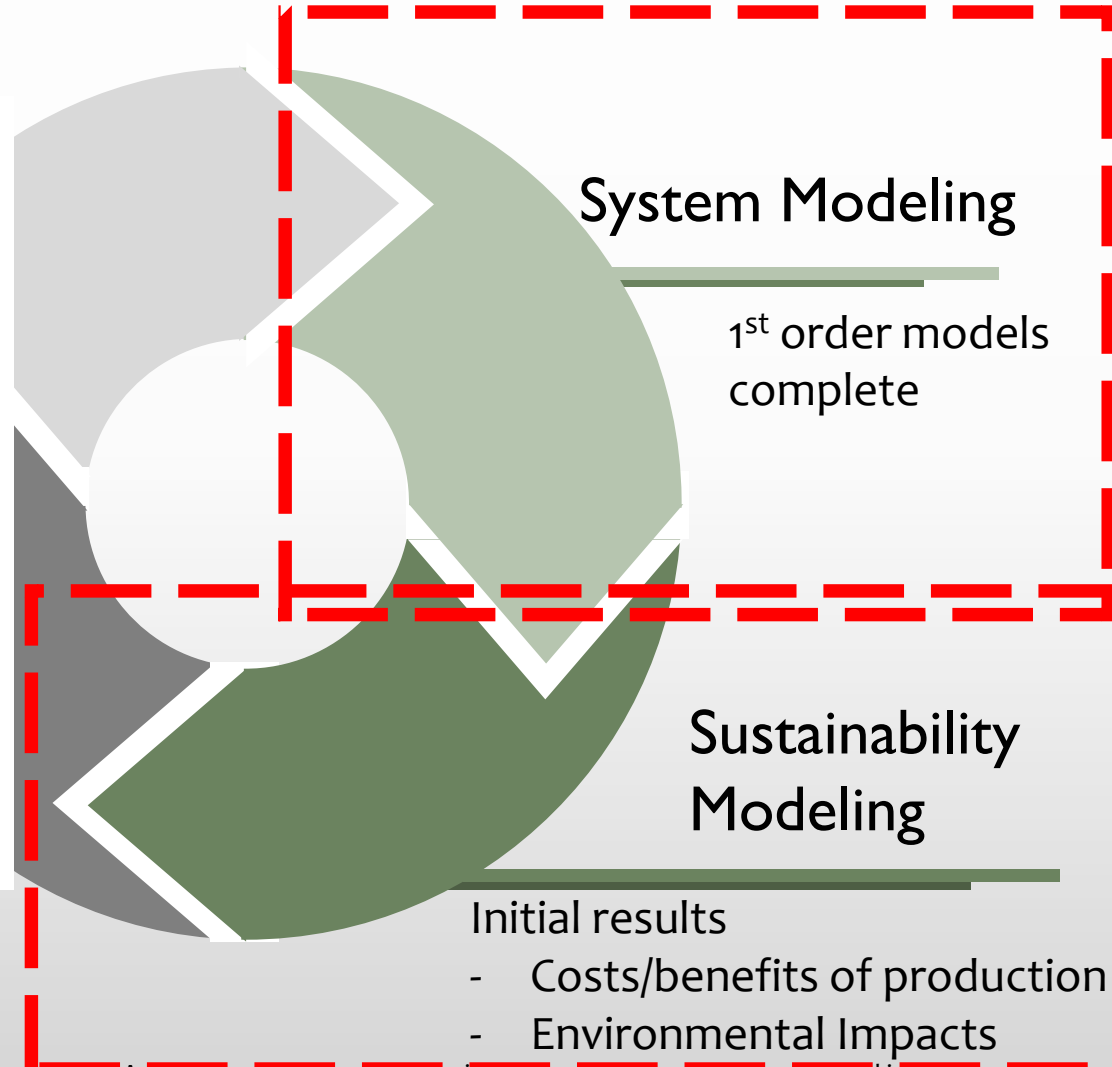 System Modeling
1st order models
complete
Sustainability
Modeling
Initial results
- Costs/benefits of production
- Environmental Impacts